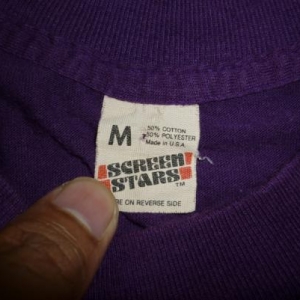 M
50% COTTON
50% POLYESTER
Made in U.S.A.
SCREEN
STARS
TM
ON REVERSE SIDE